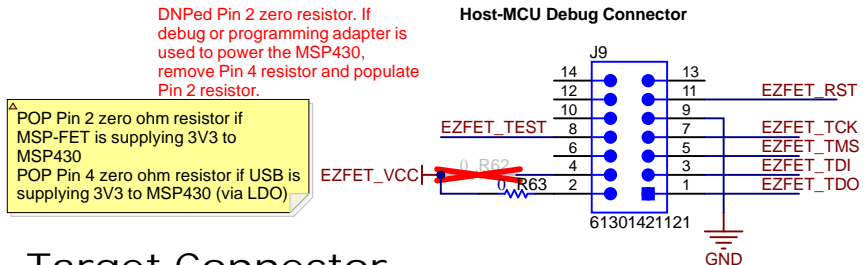 DNPed Pin 2 zero resistor. If
debug or programming adapter is
used to power the MSP430,
remove Pin 4 resistor and populate
Pin 2 resistor.
Host-MCU Debug Connector
POP Pin 2 zero ohm resistor if
MSP-FET is supplying 3V3 to
MSP430
POP Pin 4 zero ohm resistor if USB is
supplying 3V3 to MSP430 (via LDO)
J9
14 13
12 11 EZFET_RST
10 9
EZFET_TEST 8 7 EZFET_TCK
6 5 EZFET_TMS
0 R62 4 3 EZFET_TDI
EZFET_VCC
0 R63 2 1 EZFET_TDO
61301421121
GND
Target Connector